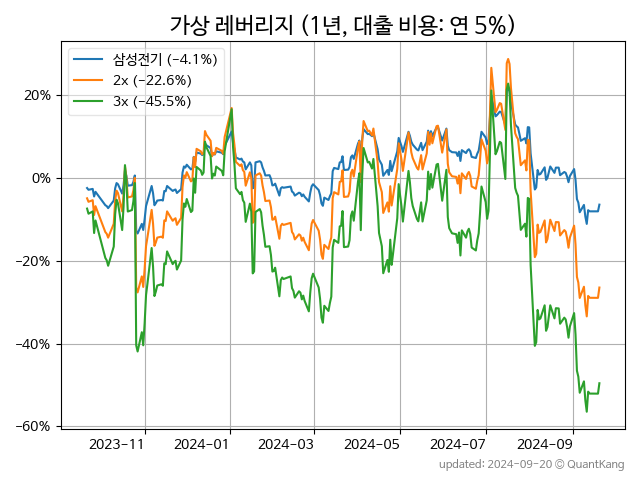 가상 레버리지 (1년, 대출 비용: 연 5%)
삼성전기 (−4.1%)
2x (−22.6%)
3x (−45.5%)
20%
0%
−20%
−40%
−60%
2023-11 2024-01 2024-03 2024-05 2024-07 2024-09
updated: 2024-09-20 © QuantKang